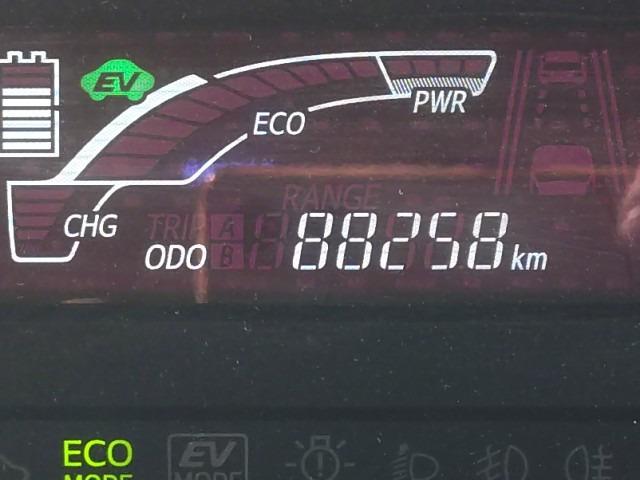 EV
PWR
ECO
RANGE
CHG
TRIP A
ODO B 88258 km
ECO EV
MODE MODE